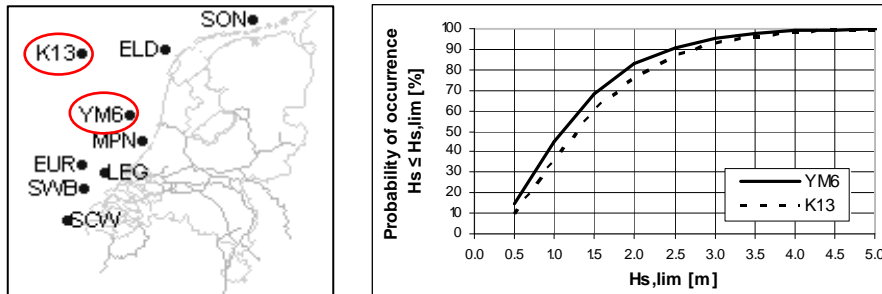 SON
K13 ELD
YM6
MPN
EUR LEG
SWB
SCW
Probability of occurrence
Hs ≤ Hs,lim [%]
100
90
80
70
60
50
40
30
20
10
0
0.0 0.5 1.0 1.5 2.0 2.5 3.0 3.5 4.0 4.5 5.0
Hs,lim [m]
YM6
K13